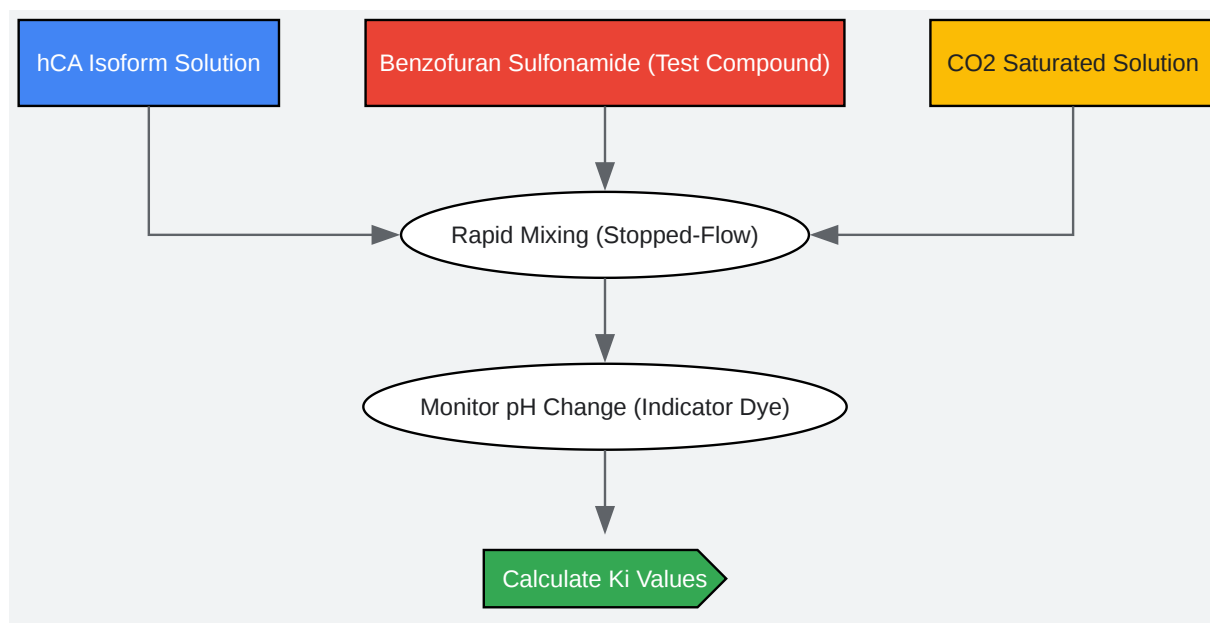 hCA Isoform Solution
Benzofuran Sulfonamide (Test Compound)
CO2 Saturated Solution
Rapid Mixing (Stopped-Flow)
Monitor pH Change (Indicator Dye)
Calculate Ki Values